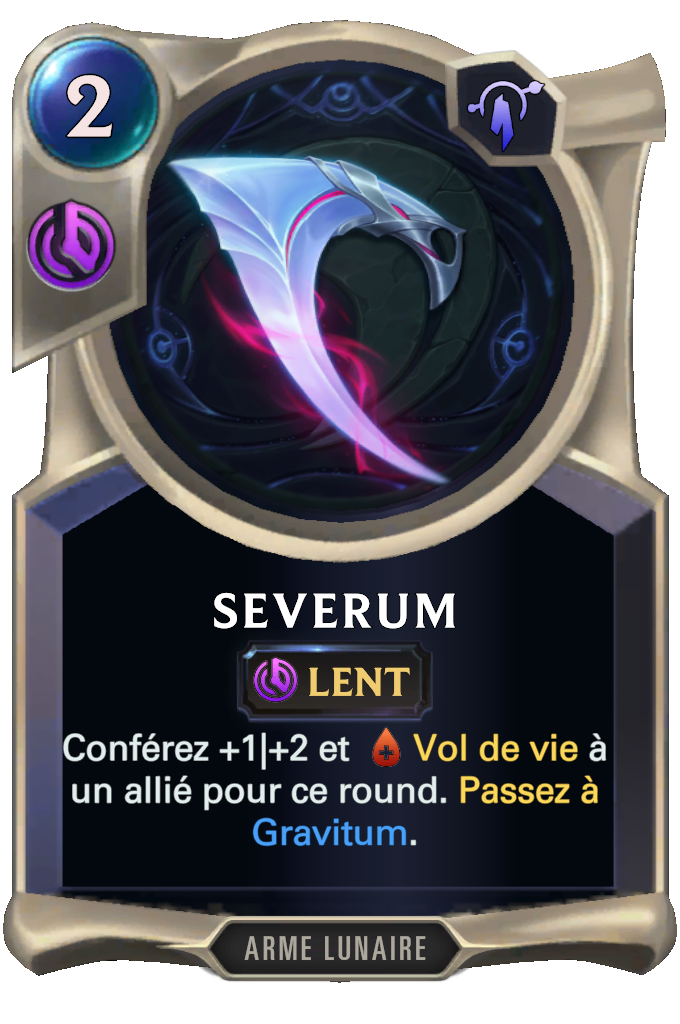 2
SEVERUM
LENT
Conférez +1|+2 et Vol de vie à
un allié pour ce round. Passez à
Gravitum.
ARME LUNAIRE